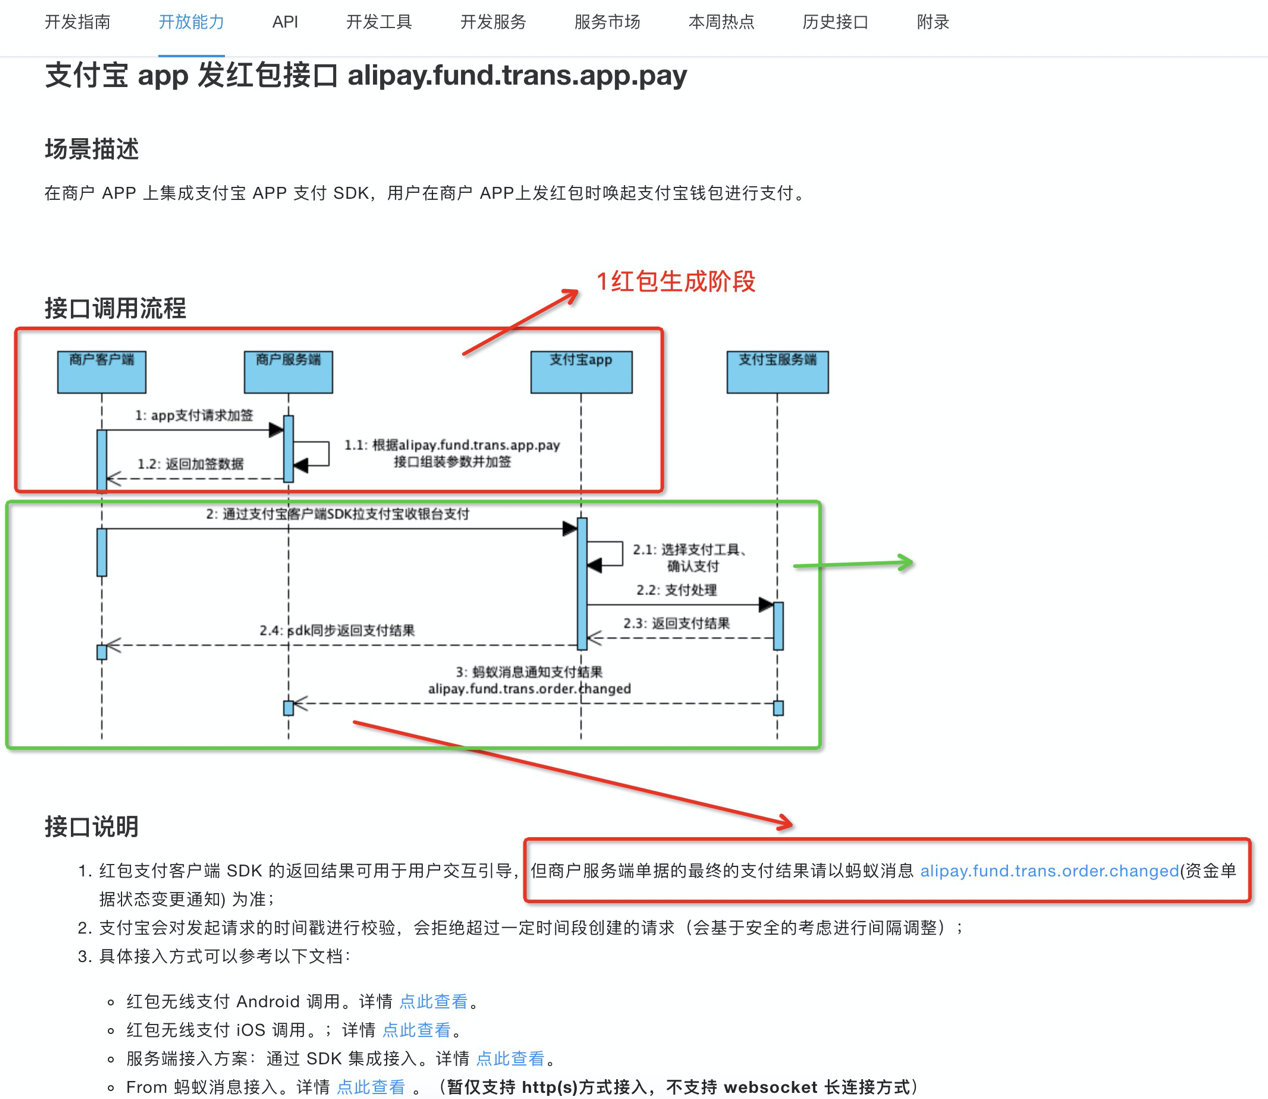 开发指南 开放能力 API 开发工具 开发服务 服务市场 本周热点 历史接口 附录
支付宝 app 发红包接口 alipay.fund.trans.app.pay
场景描述
在商户 APP 上集成支付宝 APP 支付 SDK，用户在商户 APP上发红包时唤起支付宝钱包进行支付。
1红包生成阶段
接口调用流程
商户客户端 商户服务端 支付宝app 支付宝服务端
1: app支付请求加签
1.1: 根据alipay.fund.trans.app.pay
接口组装参数并加签
1.2: 返回加签数据
2: 通过支付宝客户端SDK拉支付宝收银台支付
2.1: 选择支付工具、
确认支付
2.2: 支付处理
2.3: 返回支付结果
2.4: sdk同步返回支付结果
3: 蚂蚁消息通知支付结果
alipay.fund.trans.order.changed
接口说明
1. 红包支付客户端 SDK 的返回结果可用于用户交互引导，但商户服务端单据的最终的支付结果请以蚂蚁消息 alipay.fund.trans.order.changed(资金单
据状态变更通知) 为准；
2. 支付宝会对发起请求的时间戳进行校验，会拒绝超过一定时间段创建的请求（会基于安全的考虑进行间隔调整）；
3. 具体接入方式可以参考以下文档：
红包无线支付 Android 调用。详情 点此查看。
红包无线支付 iOS 调用。；详情 点此查看。
服务端接入方案：通过 SDK 集成接入。详情 点此查看。
From 蚂蚁消息接入。详情 点此查看 。（暂仅支持 http(s)方式接入，不支持 websocket 长连接方式）